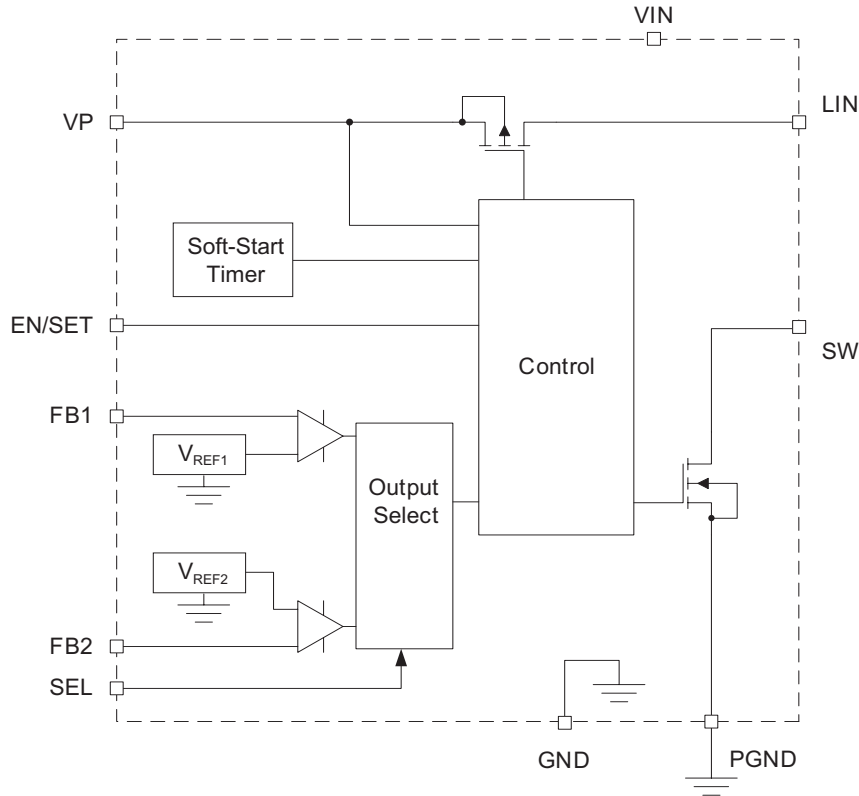 VIN
VP
LIN
Soft-Start
Timer
EN/SET
SW
Control
FB1
VREF1
Output
Select
VREF2
FB2
SEL
GND
PGND